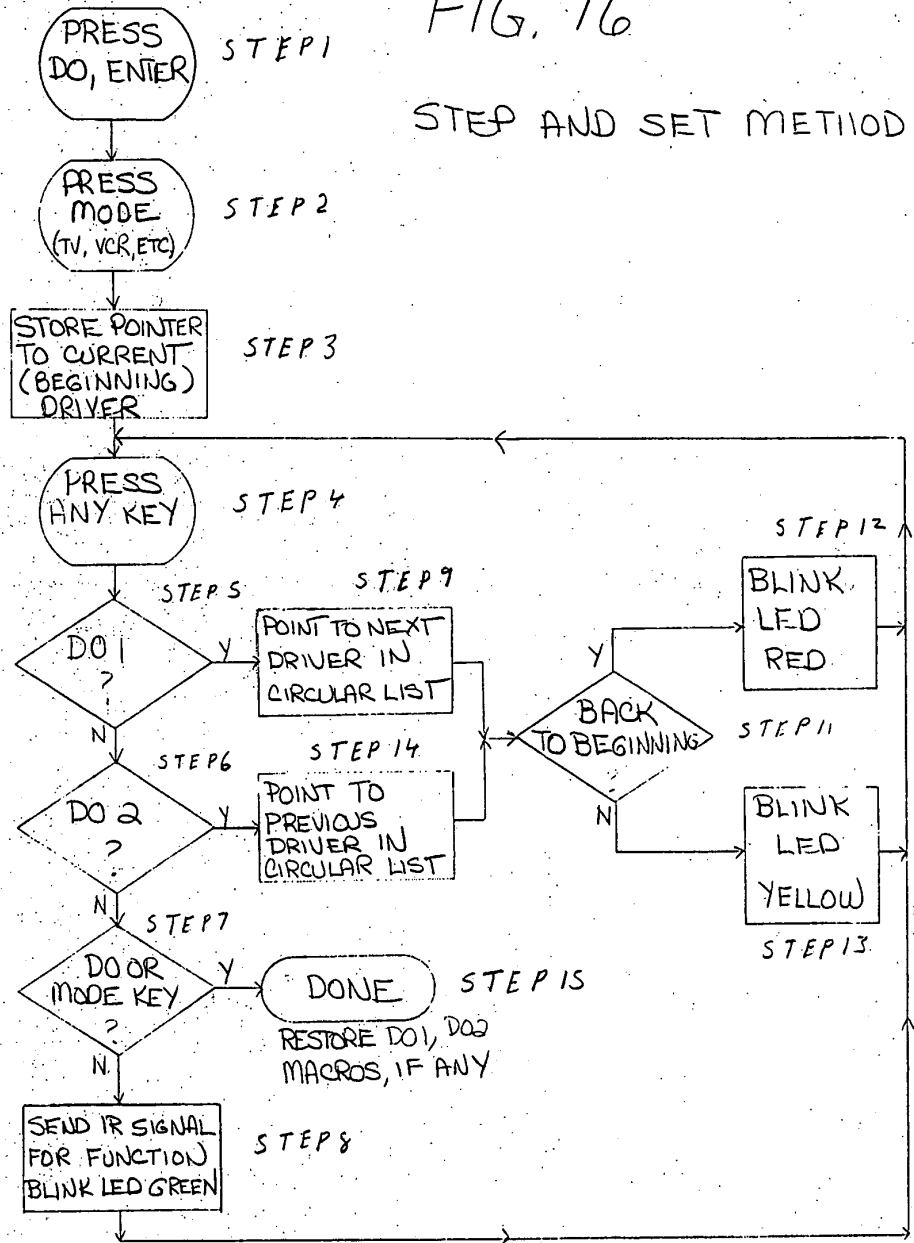 FIG. 16
STEP AND SET METHOD
PRESS
DO, ENTER
STEP 1
PRESS
MODE
(TV, VCR, ETC)
STEP 2
STORE POINTER
TO CURRENT
(BEGINNING)
DRIVER
STEP 3
PRESS
ANY KEY
STEP 4
DO 1
?
STEP 5
Y
N
POINT TO NEXT
DRIVER IN
CIRCULAR LIST
STEP 9
DO 2
?
STEP 6
Y
N
POINT TO
PREVIOUS
DRIVER IN
CIRCULAR LIST
STEP 14
BACK
TO BEGINNING
STEP 11
Y
N
BLINK
LED
RED
STEP 12
BLINK
LED
YELLOW
STEP 13
DO OR
MODE KEY
?
STEP 7
Y
N
DONE
STEP 15
RESTORE DO1, DO2
MACROS, IF ANY
SEND IR SIGNAL
FOR FUNCTION
BLINK LED GREEN
STEP 8